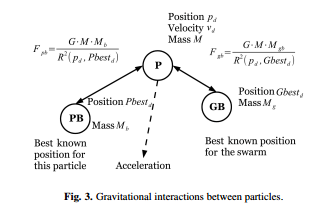 Position p_d
Velocity v_d
Mass M
F_pb = G·M·M_b / R²(p_d, Pbest_d)
F_gb = G·M·M_gb / R²(p_d, Gbest_d)
P
Position Pbest_d
Position Gbest_d
Mass M_g
PB
Mass M_b
GB
Best known
position for
this particle
Best known position
for the swarm
Acceleration
Fig. 3. Gravitational interactions between particles.